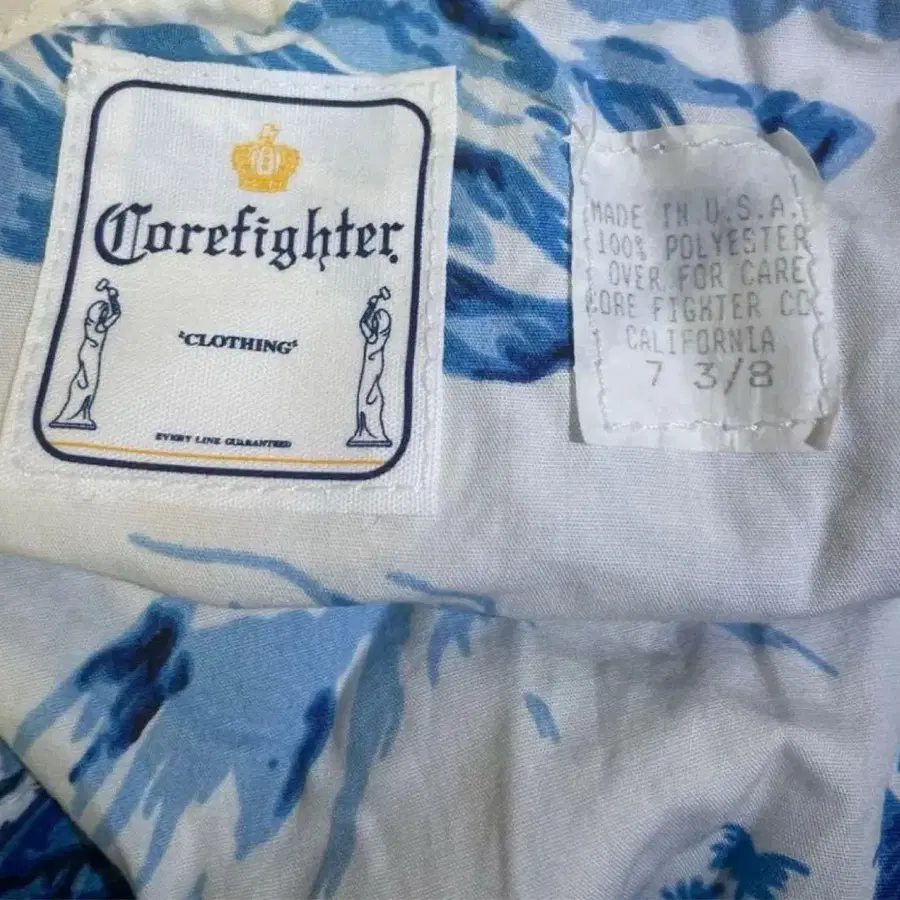 Corefighter.
"CLOTHING"
EVERY LINE GUARANTEED
MADE IN U.S.A.
100% POLYESTER
OVER FOR CARE
CORE FIGHTER CO
CALIFORNIA
7 3/8